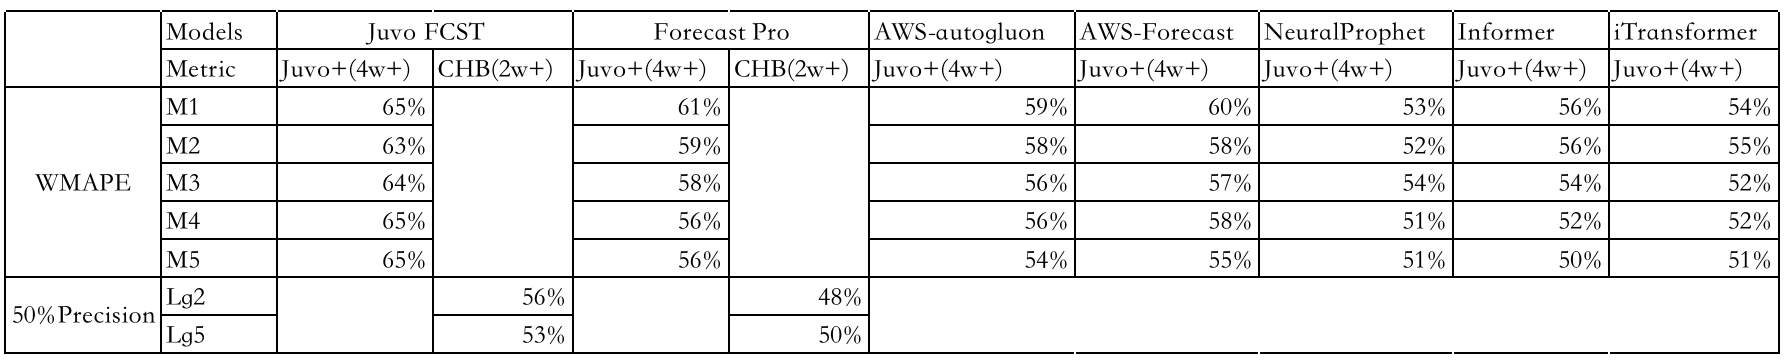 Models Juvo FCST Forecast Pro AWS-autogluon AWS-Forecast NeuralProphet Informer iTransformer
Metric Juvo+(4w+) CHB(2w+) Juvo+(4w+) CHB(2w+) Juvo+(4w+) Juvo+(4w+) Juvo+(4w+) Juvo+(4w+) Juvo+(4w+)
M1 65% 61% 59% 60% 53% 56% 54%
M2 63% 59% 58% 58% 52% 56% 55%
WMAPE M3 64% 58% 56% 57% 54% 54% 52%
M4 65% 56% 56% 58% 51% 52% 52%
M5 65% 56% 54% 55% 51% 50% 51%
50%Precision Lg2 56% 48%
Lg5 53% 50%